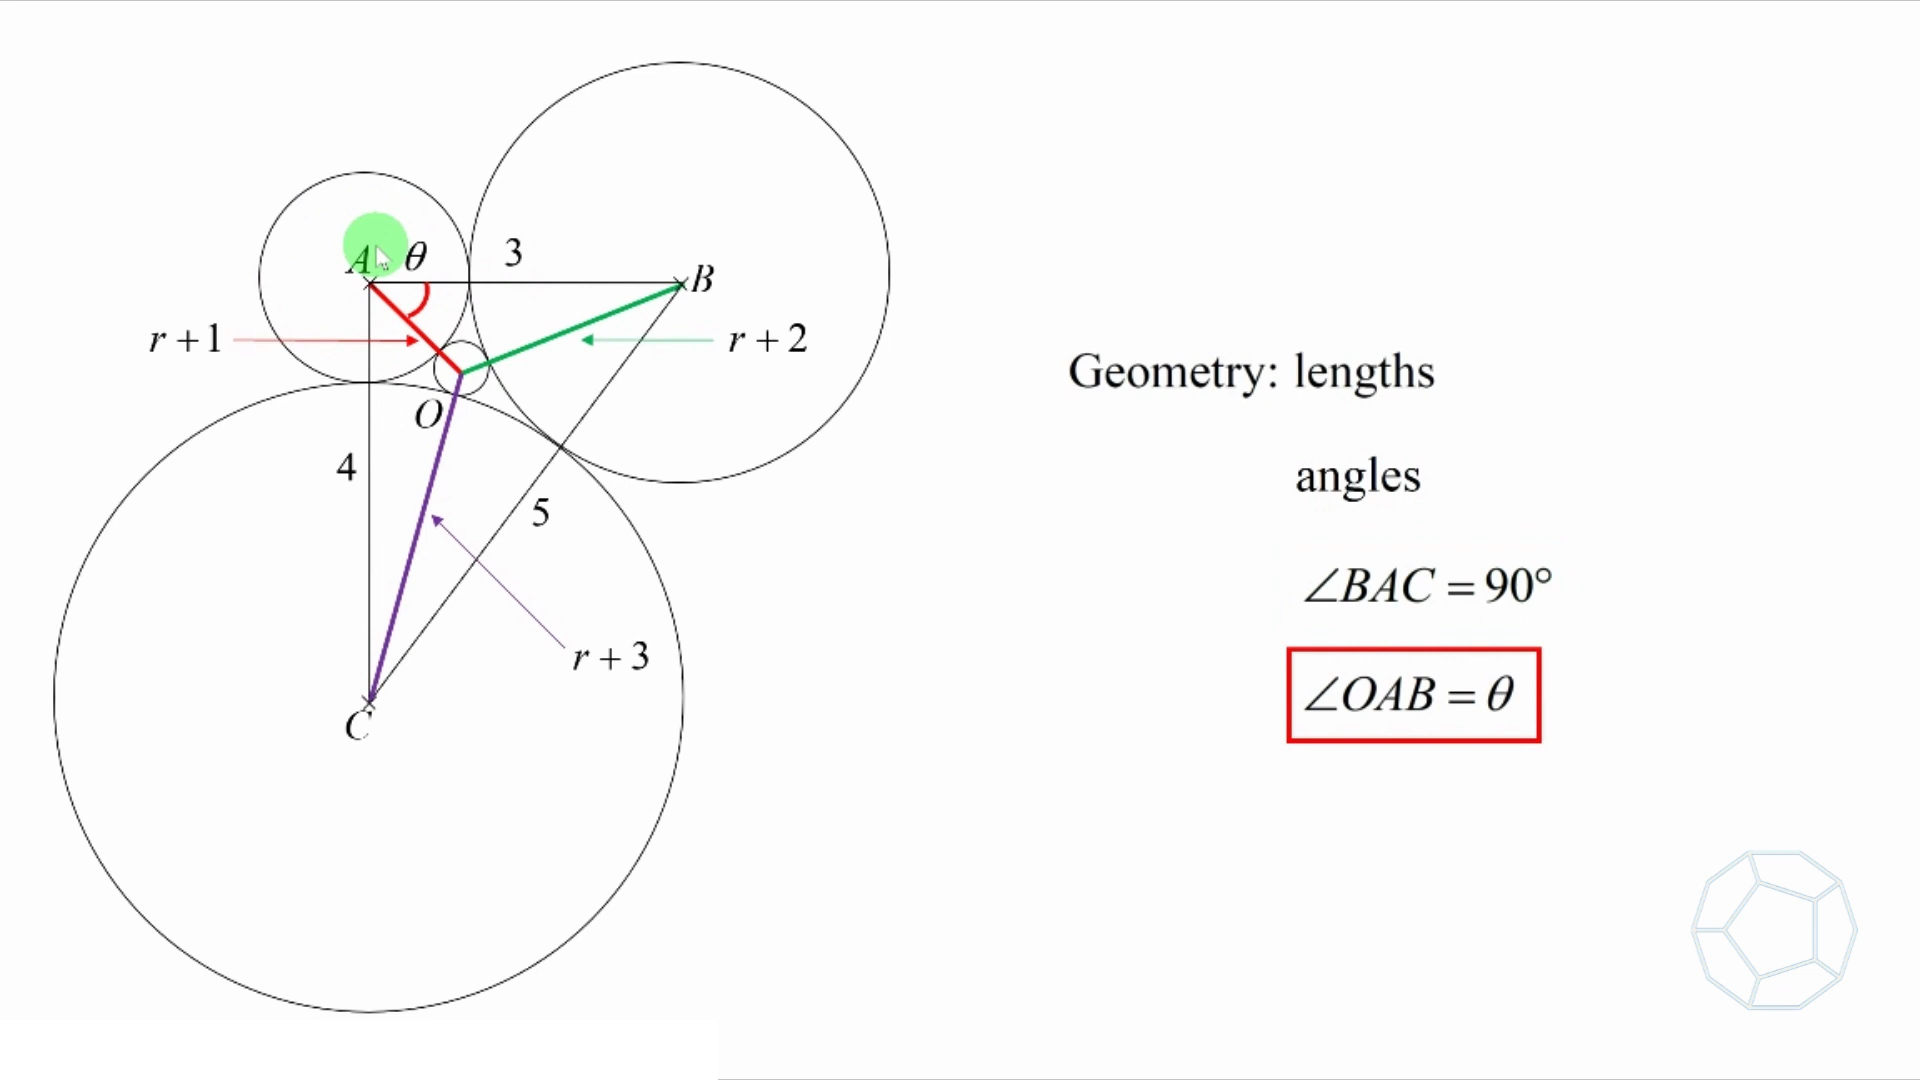 A θ 3 B
r + 1
r + 2
O
4
5
r + 3
C
Geometry: lengths
angles
∠BAC = 90°
∠OAB = θ